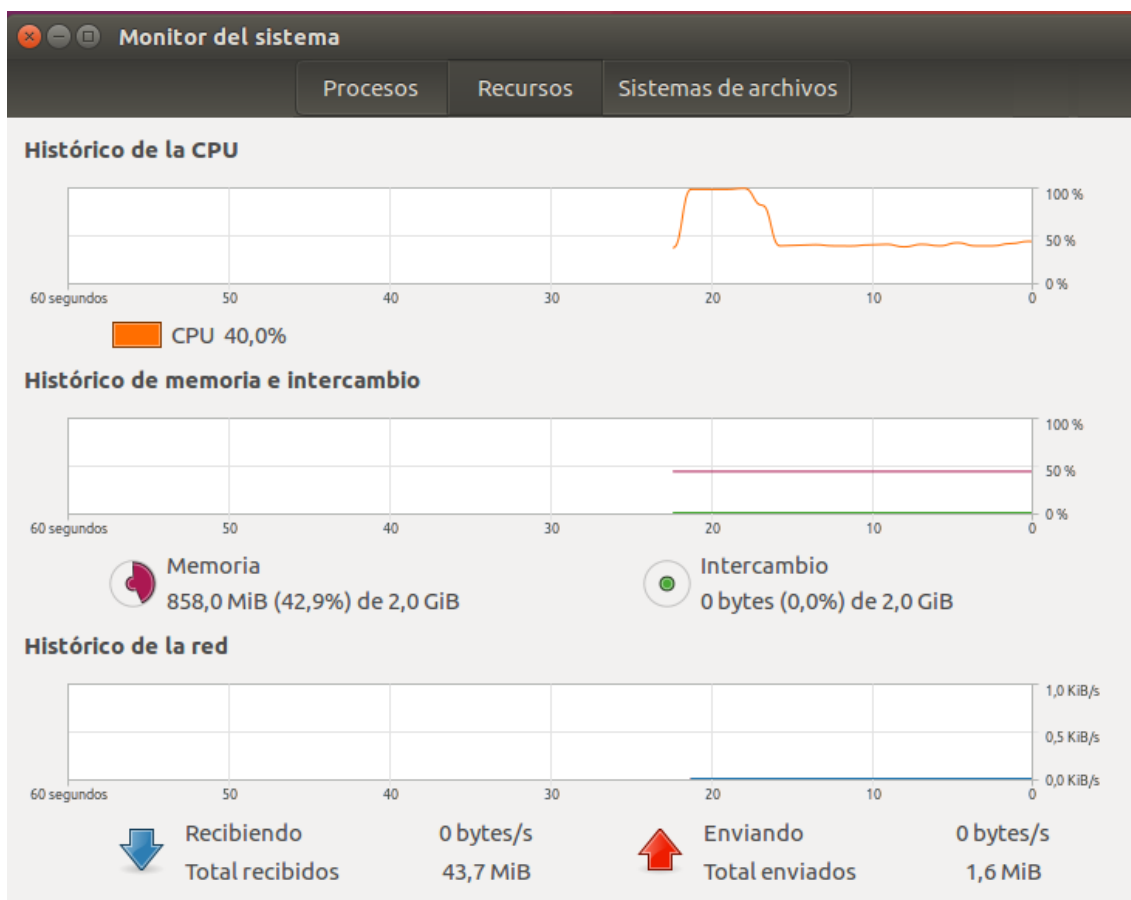 Monitor del sistema
Procesos Recursos Sistemas de archivos
Histórico de la CPU
100 %
50 %
0 %
60 segundos 50 40 30 20 10 0
CPU 40,0%
Histórico de memoria e intercambio
100 %
50 %
0 %
60 segundos 50 40 30 20 10 0
Memoria Intercambio
858,0 MiB (42,9%) de 2,0 GiB 0 bytes (0,0%) de 2,0 GiB
Histórico de la red
1,0 KiB/s
0,5 KiB/s
0,0 KiB/s
60 segundos 50 40 30 20 10 0
Recibiendo 0 bytes/s Enviando 0 bytes/s
Total recibidos 43,7 MiB Total enviados 1,6 MiB